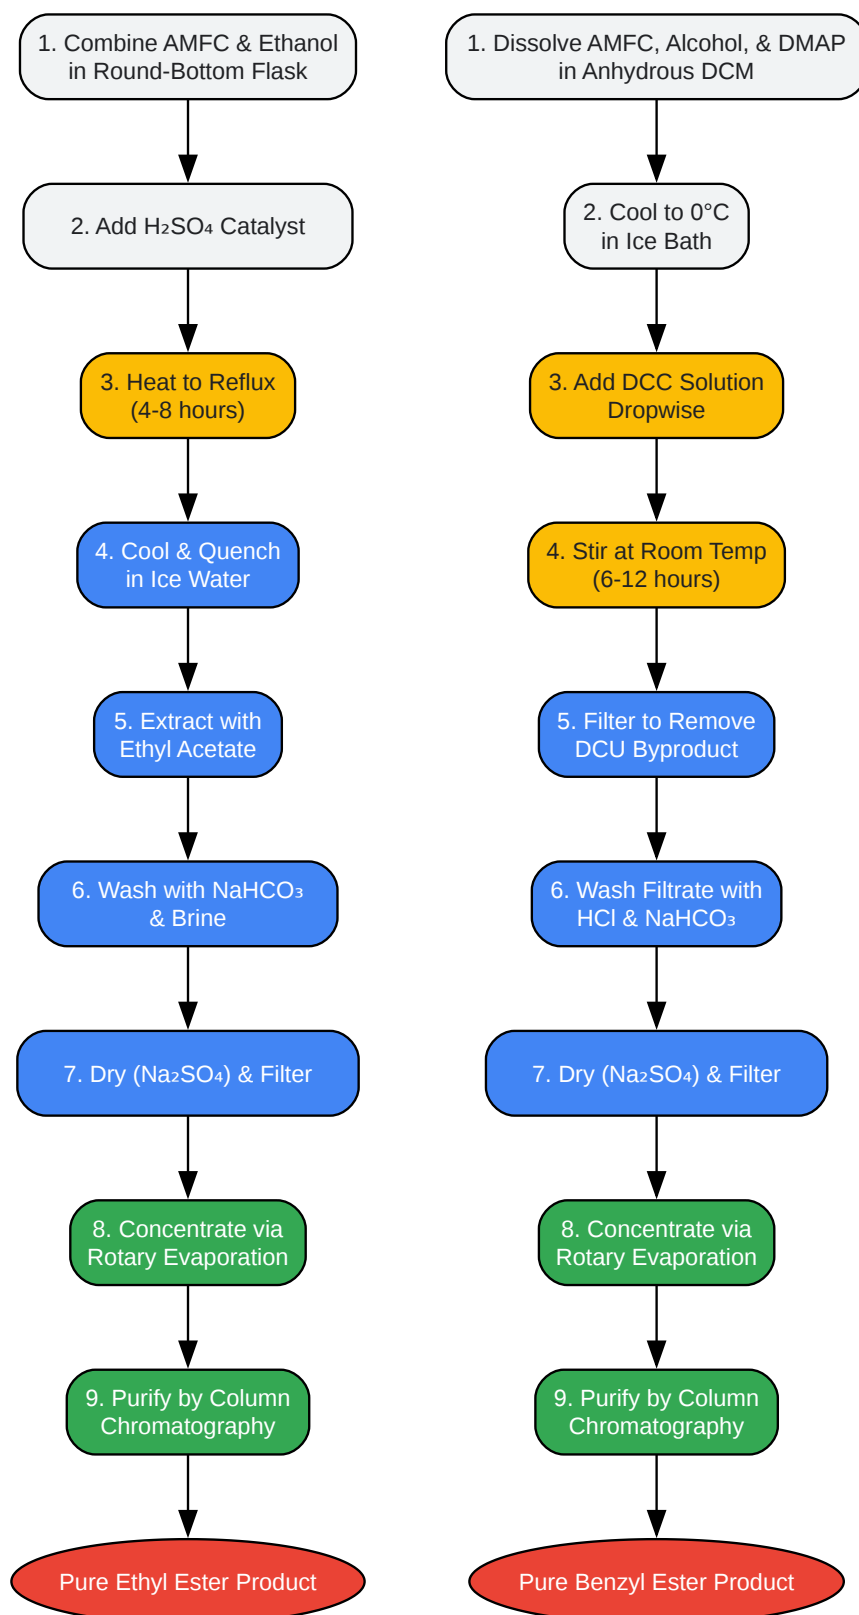 1. Combine AMFC & Ethanol
in Round-Bottom Flask
2. Add H₂SO₄ Catalyst
3. Heat to Reflux
(4-8 hours)
4. Cool & Quench
in Ice Water
5. Extract with
Ethyl Acetate
6. Wash with NaHCO₃
& Brine
7. Dry (Na₂SO₄) & Filter
8. Concentrate via
Rotary Evaporation
9. Purify by Column
Chromatography
Pure Ethyl Ester Product
1. Dissolve AMFC, Alcohol, & DMAP
in Anhydrous DCM
2. Cool to 0°C
in Ice Bath
3. Add DCC Solution
Dropwise
4. Stir at Room Temp
(6-12 hours)
5. Filter to Remove
DCU Byproduct
6. Wash Filtrate with
HCl & NaHCO₃
7. Dry (Na₂SO₄) & Filter
8. Concentrate via
Rotary Evaporation
9. Purify by Column
Chromatography
Pure Benzyl Ester Product